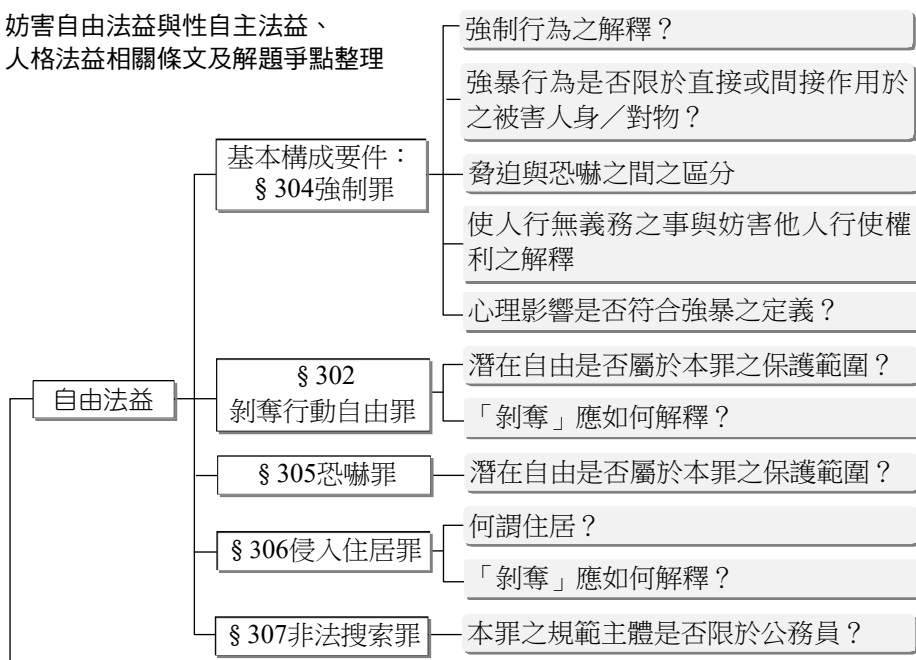 妨害自由法益與性自主法益、
人格法益相關條文及解題爭點整理
自由法益
基本構成要件：
§304強制罪
強制行為之解釋？
強暴行為是否限於直接或間接作用於
之被害人身／對物？
脅迫與恐嚇之間之區分
使人行無義務之事與妨害他人行使權
利之解釋
心理影響是否符合強暴之定義？
§302
剝奪行動自由罪
潛在自由是否屬於本罪之保護範圍？
「剝奪」應如何解釋？
§305恐嚇罪
潛在自由是否屬於本罪之保護範圍？
§306侵入住居罪
何謂住居？
「剝奪」應如何解釋？
§307非法搜索罪
本罪之規範主體是否限於公務員？